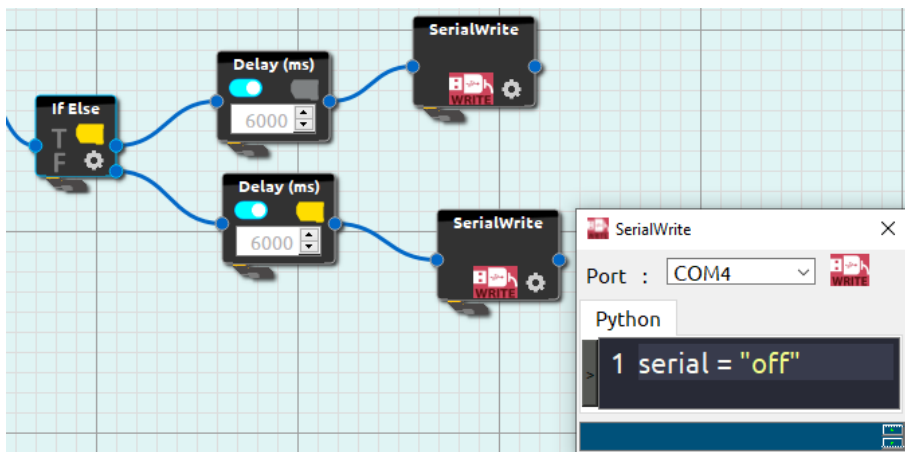 SerialWrite
WRITE
Delay (ms)
6000
If Else
T
F
Delay (ms)
6000
SerialWrite
WRITE
SerialWrite
Port :
COM4
WRITE
Python
>
1 serial = "off"